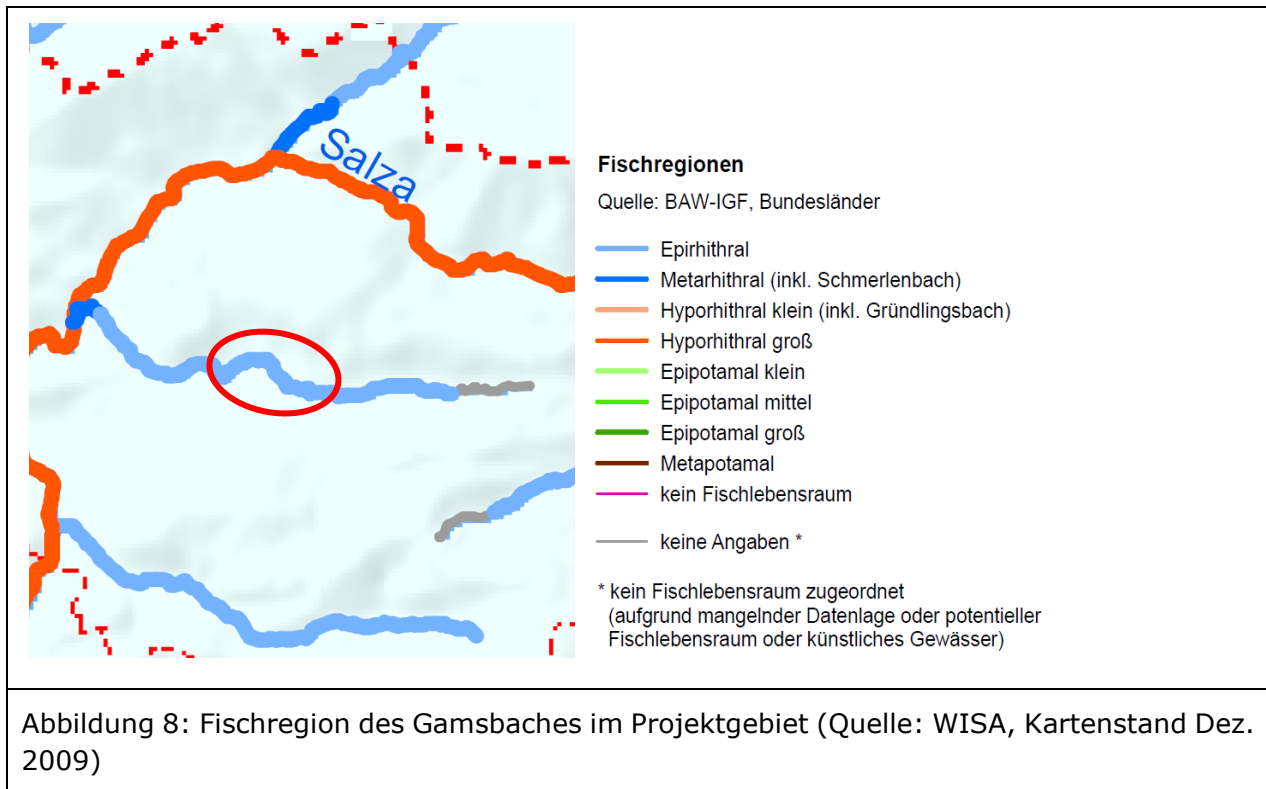 Salza
Fischregionen
Quelle: BAW-IGF, Bundesländer
Epirhithral
Metarhithral (inkl. Schmerlenbach)
Hyporhithral klein (inkl. Gründlingsbach)
Hyporhithral groß
Epipotamal klein
Epipotamal mittel
Epipotamal groß
Metapotamal
kein Fischlebensraum
keine Angaben *
* kein Fischlebensraum zugeordnet
(aufgrund mangelnder Datenlage oder potentieller
Fischlebensraum oder künstliches Gewässer)
Abbildung 8: Fischregion des Gamsbaches im Projektgebiet (Quelle: WISA, Kartenstand Dez.
2009)